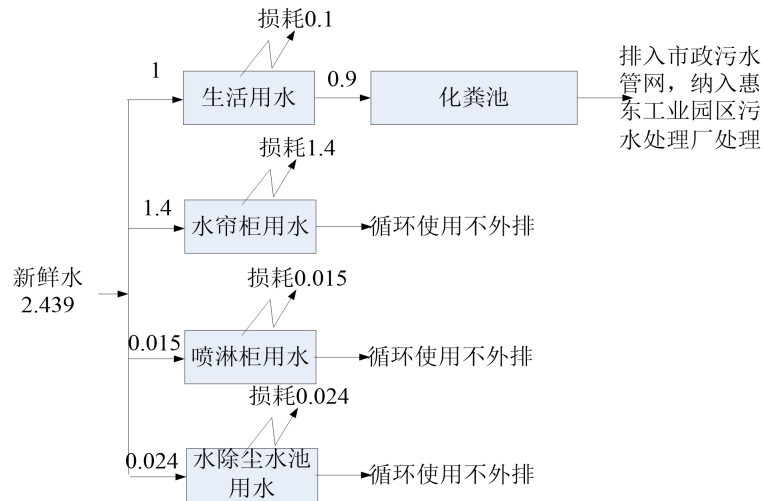 损耗0.1
1
生活用水
0.9
化粪池
排入市政污水
管网，纳入惠
东工业园区污
水处理厂处理
损耗1.4
1.4
水帘柜用水
循环使用不外排
新鲜水
2.439
损耗0.015
0.015
喷淋柜用水
循环使用不外排
损耗0.024
0.024
水除尘水池
用水
循环使用不外排